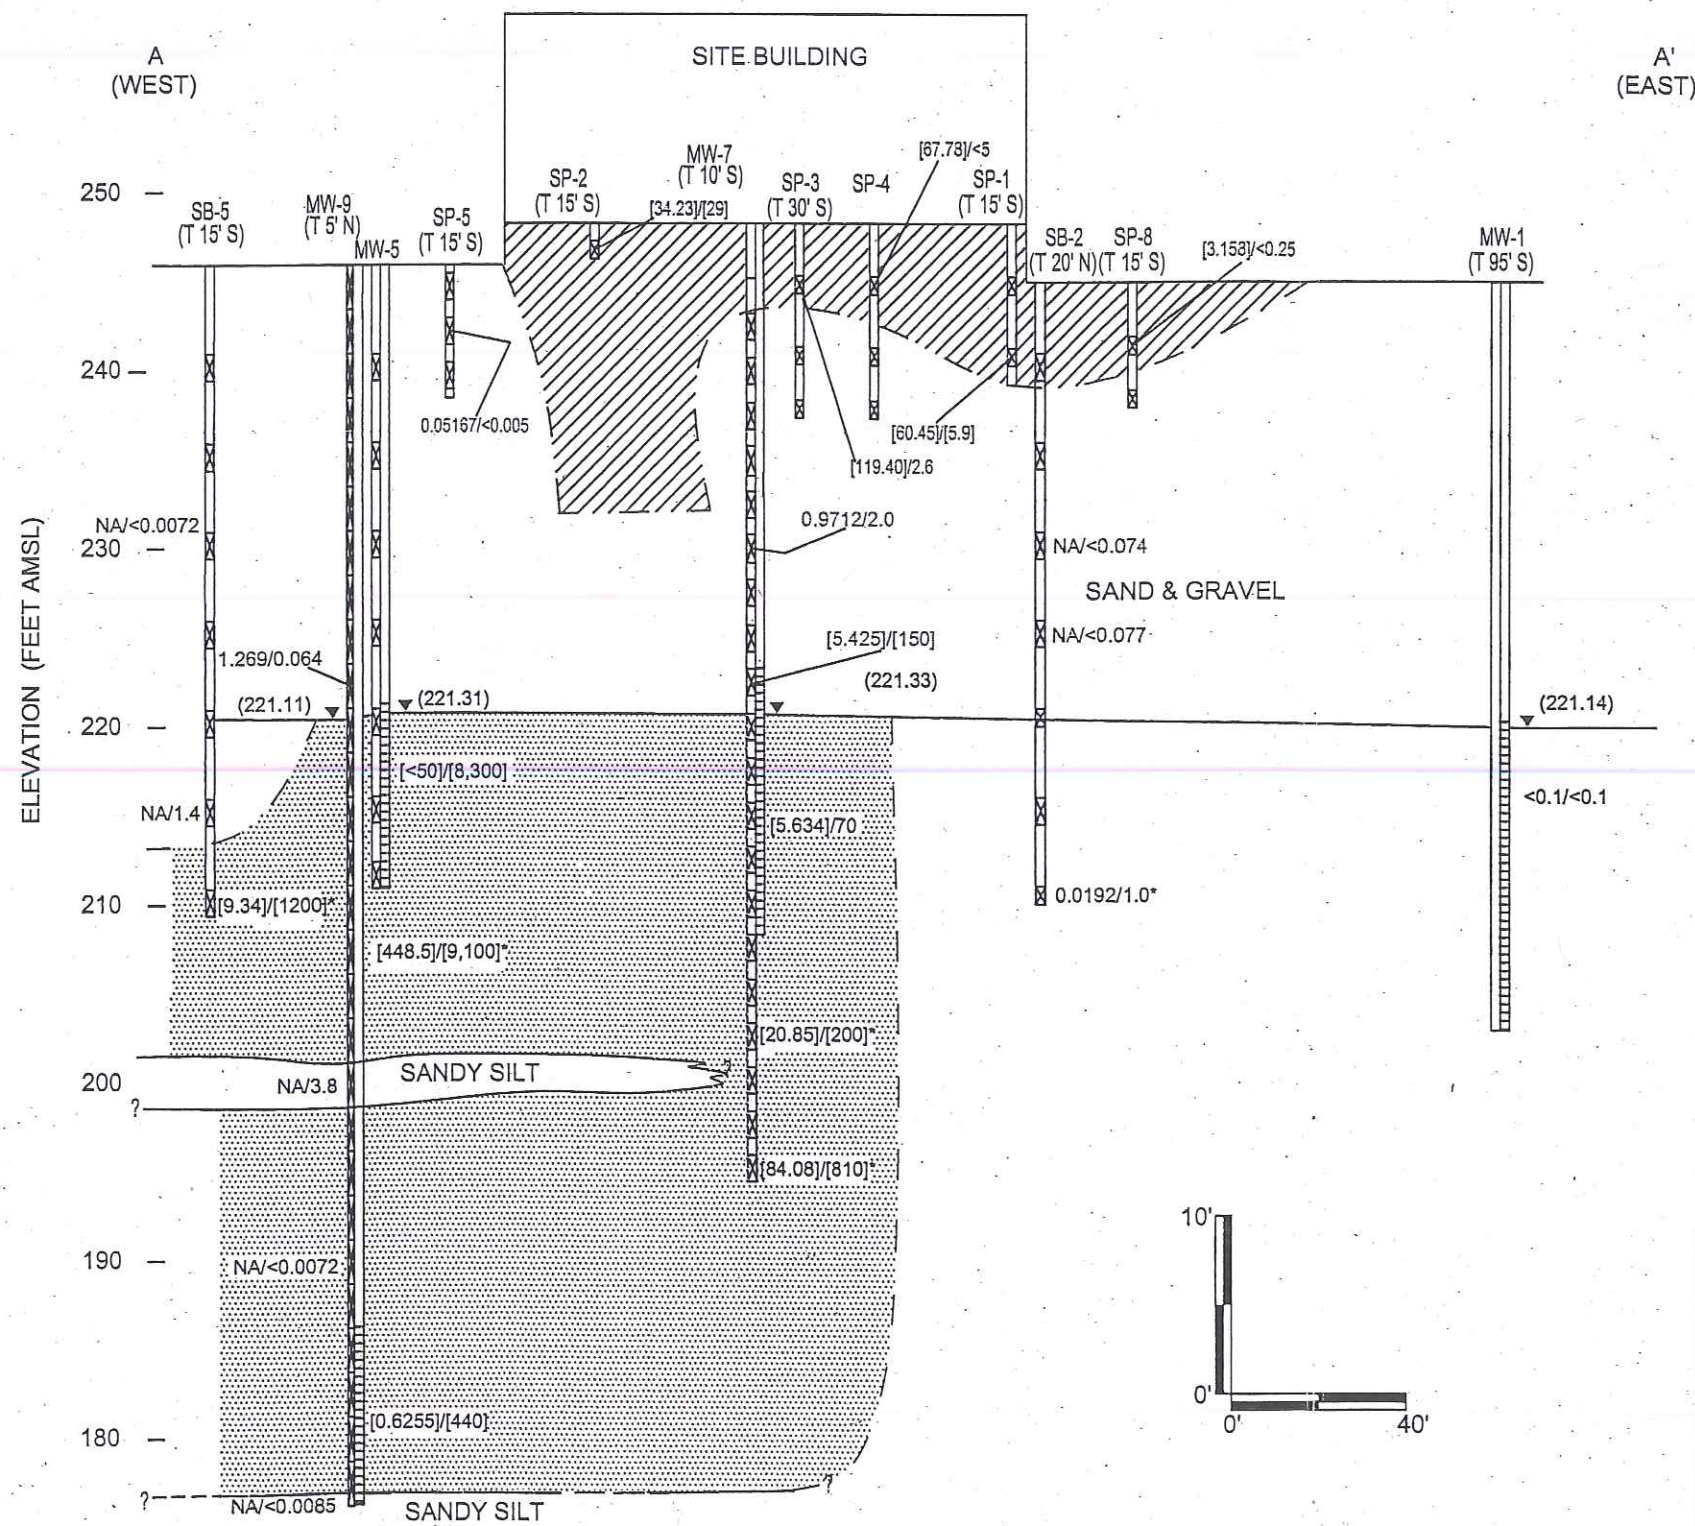 A
(WEST)
SITE BUILDING
A'
(EAST)
ELEVATION (FEET AMSL)
250
240
230
220
210
200
190
180
SB-5
(T 15' S)
MW-9
(T 5' N)
MW-5
SP-5
(T 15' S)
SP-2
(T 15' S)
MW-7
(T 10' S)
SP-3
(T 30' S)
SP-4
SP-1
(T 15' S)
SB-2
(T 20' N)
SP-8
(T 15' S)
MW-1
(T 95' S)
[67.78]/<5
[34.23]/[29]
[3.158]/<0.25
0.05167/<0.005
[60.45]/[5.9]
[119.40]/2.6
NA/<0.0072
0.9712/2.0
NA/<0.074
SAND & GRAVEL
NA/<0.077
[5.425]/[150]
1.269/0.064
(221.11)
(221.31)
(221.33)
(221.14)
[<50]/[8,300]
<0.1/<0.1
NA/1.4
[5.634]/70
[9.34]/[1200]*
0.0192/1.0*
[448.5]/[9,100]*
[20.85]/[200]*
SANDY SILT
NA/3.8
?
[84.08]/[810]*
NA/<0.0072
[0.6255]/[440]
?
?
NA/<0.0085
SANDY SILT
10'
0'
0'
40'